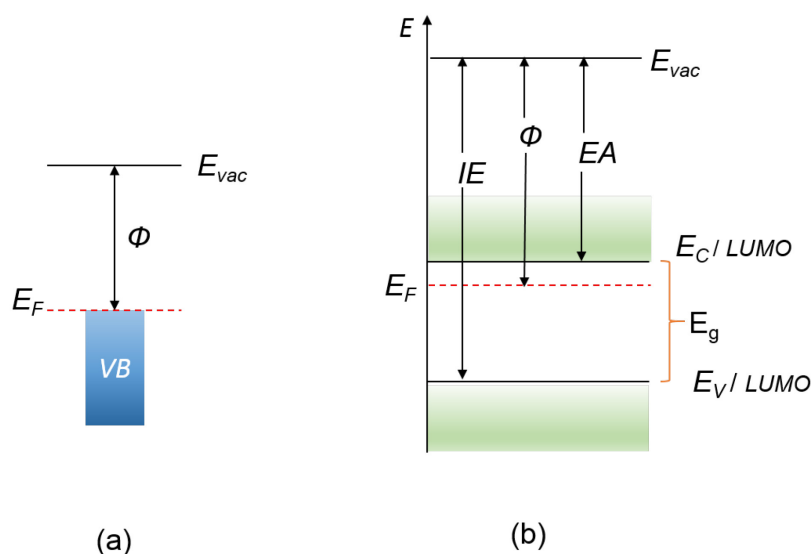 E_vac
Φ
E_F
VB
(a)
E
E_vac
IE
Φ
EA
E_C / LUMO
E_F
E_g
E_V / LUMO
(b)